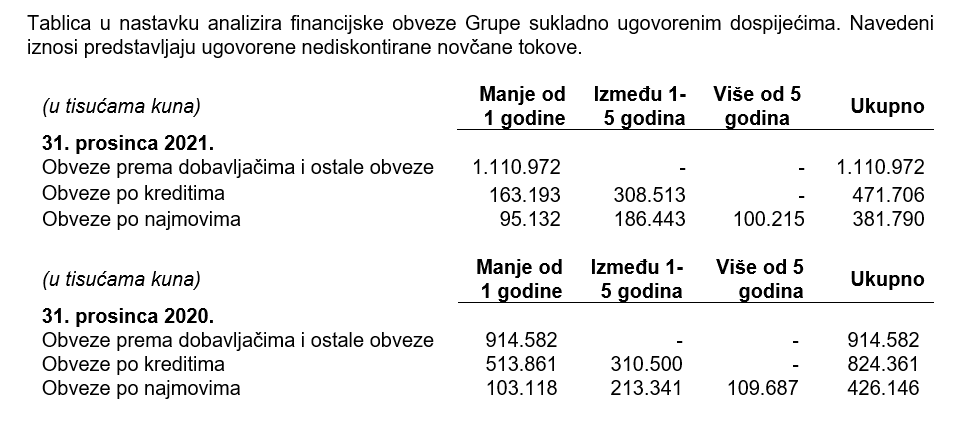 Tablica u nastavku analizira financijske obveze Grupe sukladno ugovorenim dospijećima. Navedeni
iznosi predstavljaju ugovorene nediskontirane novčane tokove.
(u tisućama kuna) Manje od 1 godine Između 1-5 godina Više od 5 godina Ukupno
31. prosinca 2021.
Obveze prema dobavljačima i ostale obveze 1.110.972 - - 1.110.972
Obveze po kreditima 163.193 308.513 - 471.706
Obveze po najmovima 95.132 186.443 100.215 381.790
(u tisućama kuna) Manje od 1 godine Između 1-5 godina Više od 5 godina Ukupno
31. prosinca 2020.
Obveze prema dobavljačima i ostale obveze 914.582 - - 914.582
Obveze po kreditima 513.861 310.500 - 824.361
Obveze po najmovima 103.118 213.341 109.687 426.146